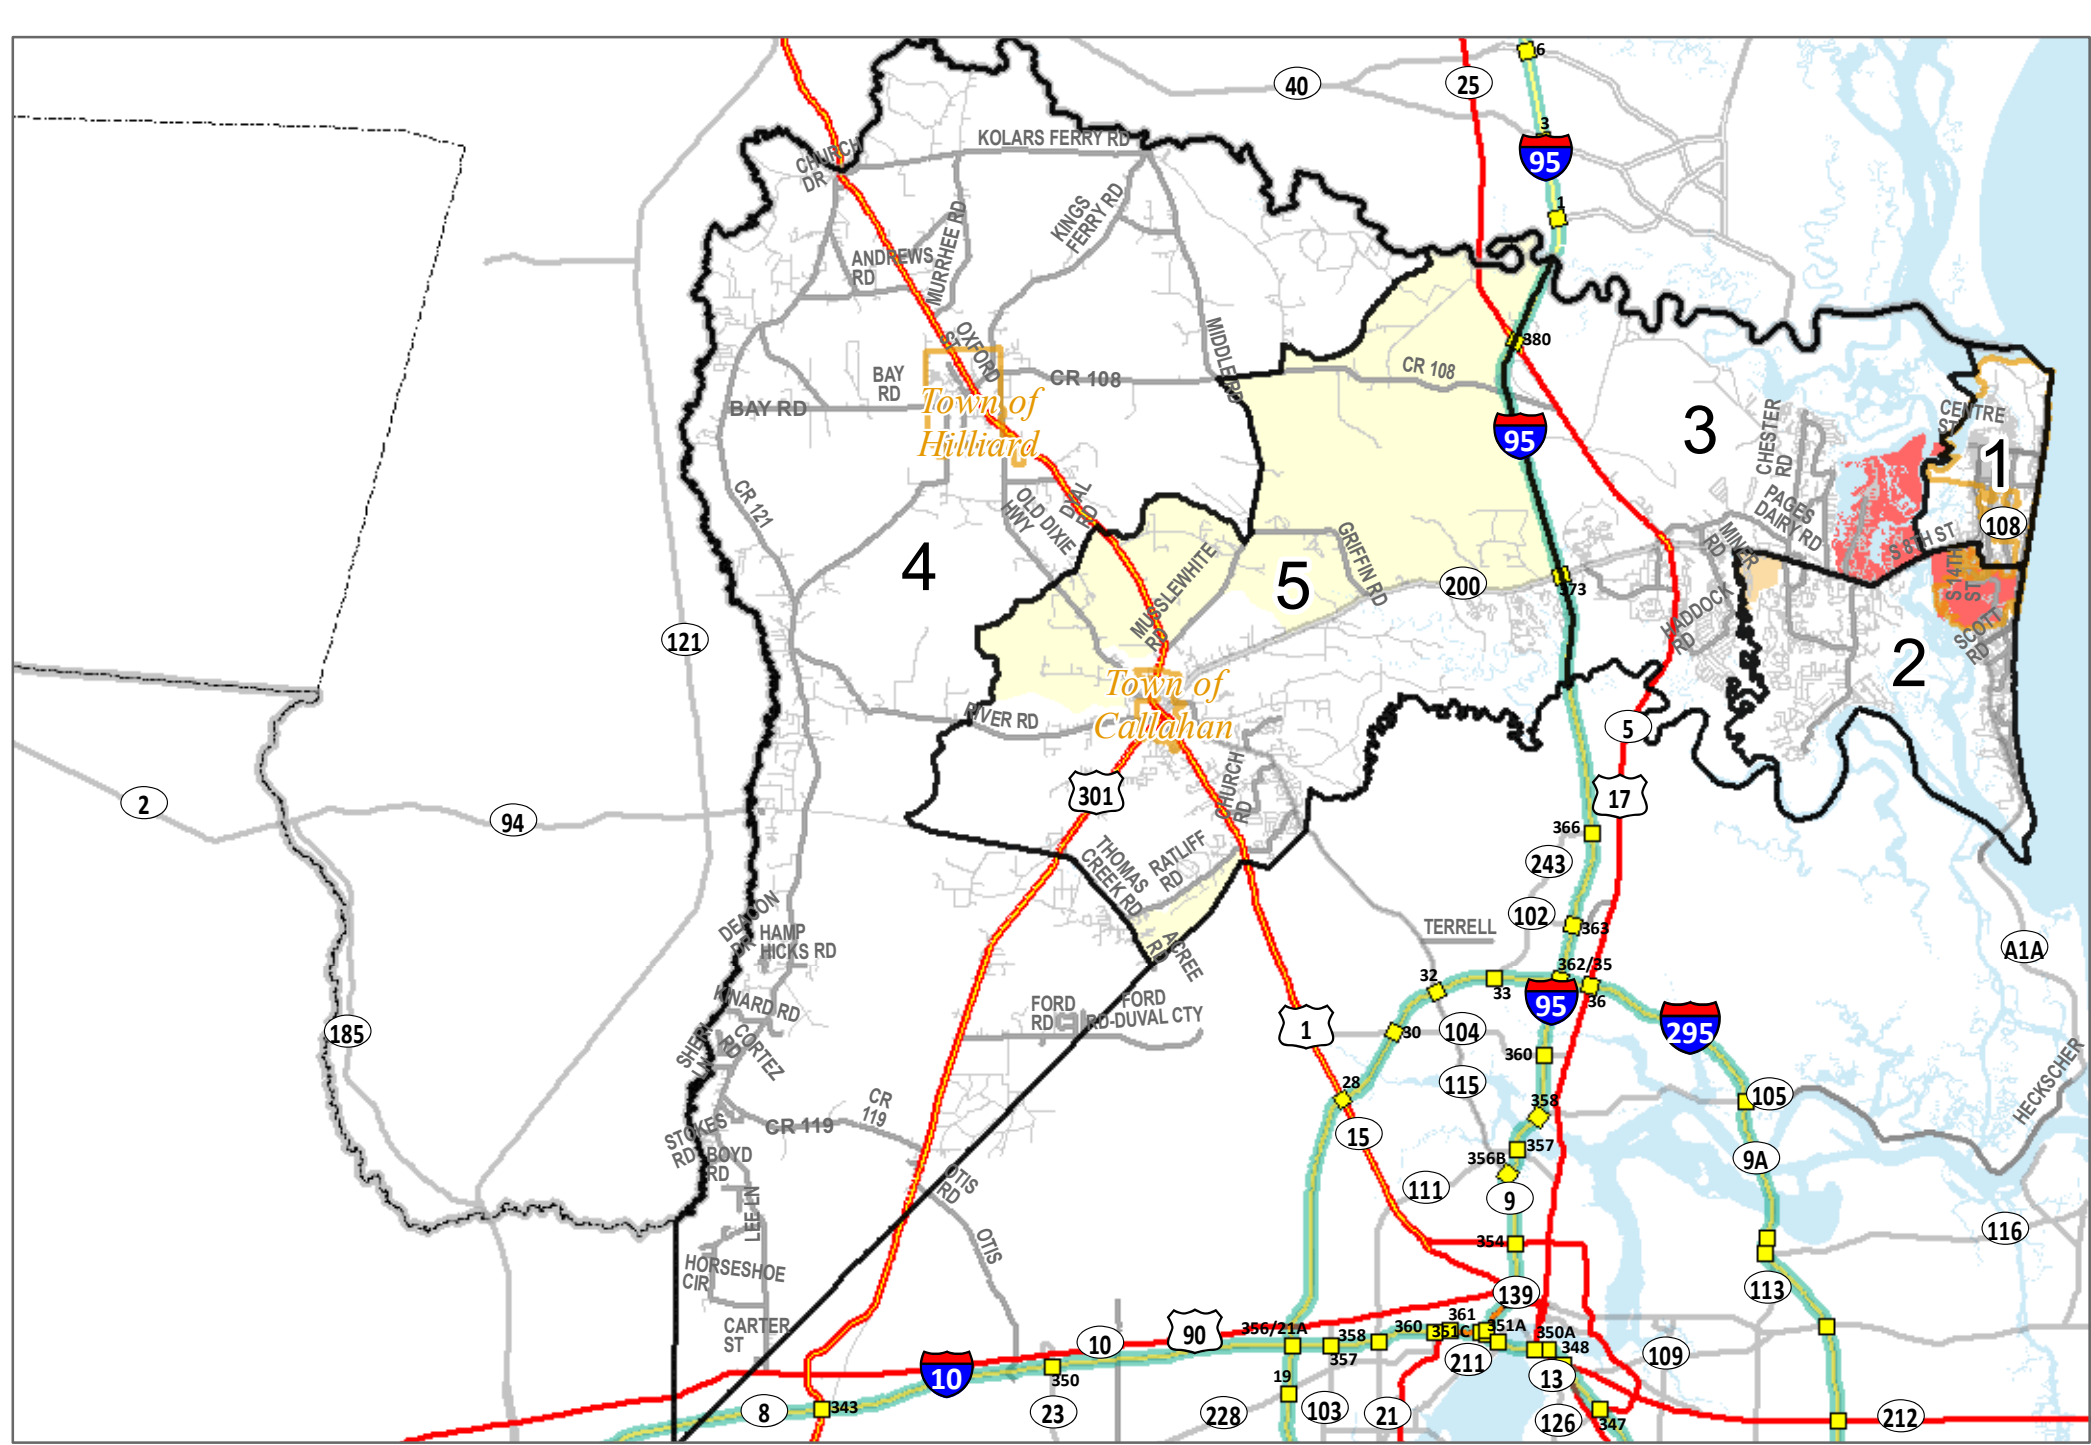 6
40
25
3
95
1
KOLARS FERRY RD
CHURCH
DR
KINGS
FERRY RD
MURRHEE RD
ANDREWS
RD
OXFORD
ST
MIDDLE RD
380
CR 108
CR 108
BAY
RD
BAY RD
Town of
Hilliard
95
3
CHESTER
RD
CENTRE
ST
1
108
PAGES
DAIRY RD
MINER
RD
S 8TH ST
S 14TH
ST
SCOTT
RD
2
HADDOCK
RD
CR 121
OLD DIXIE
HWY
DUVAL
RD
4
MUSSLEWHITE
RD
5
GRIFFIN RD
200
373
121
Town of
Callahan
RIVER RD
5
17
301
CHURCH
RD
2
94
366
243
THOMAS
CREEK RD
RATLIFF
RD
102
363
TERRELL
A1A
DEACON
DR
HAMP
HICKS RD
ACREE
RD
362/35
32
33
95
36
295
KINARD RD
FORD
RD
FORD
RD-DUVAL CTY
1
30
104
185
CORTEZ
RD
360
HECKSCHER
28
115
105
358
CR
119
CR 119
STOKES
RD
BOYD
RD
15
357
356B
9A
OTIS
RD
111
9
LEE LN
OTIS
354
116
HORSESHOE
CIR
113
139
CARTER
ST
361
90
10
356/21A
358
357
360
351C
351A
350A
348
211
109
10
350
19
13
8
343
23
228
103
21
126
347
212